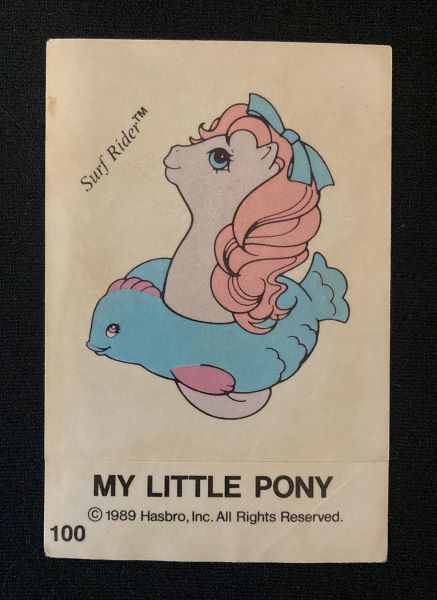 Surf Rider™
MY LITTLE PONY
© 1989 Hasbro, Inc. All Rights Reserved.
100